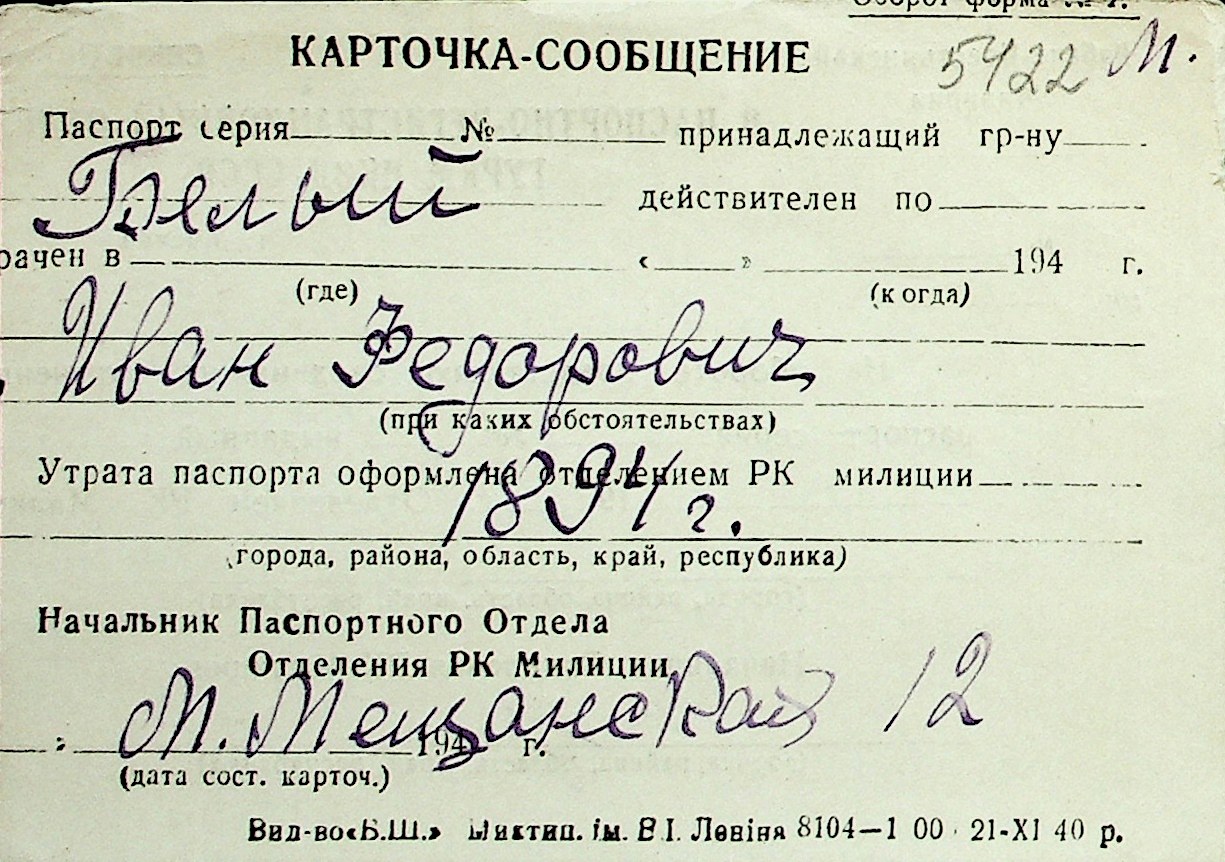 Оборот форма № 7.
КАРТОЧКА-СООБЩЕНИЕ 5422 М.
Паспорт серия № принадлежащий гр-ну
Белый действителен по
рачен в « » 194 г.
(где) (когда)
Иван Федорович
(при каких обстоятельствах)
Утрата паспорта оформлена отделением РК милиции
1894 г.
(города, района, область, край, республика)
Начальник Паспортного Отдела
Отделения РК Милиции
М. Мещанская 12
194 г.
(дата сост. карточ.)
Вид-во «Б.Ш.» ім. В І. Леніна 8104—1 00 21-XI 40 р.